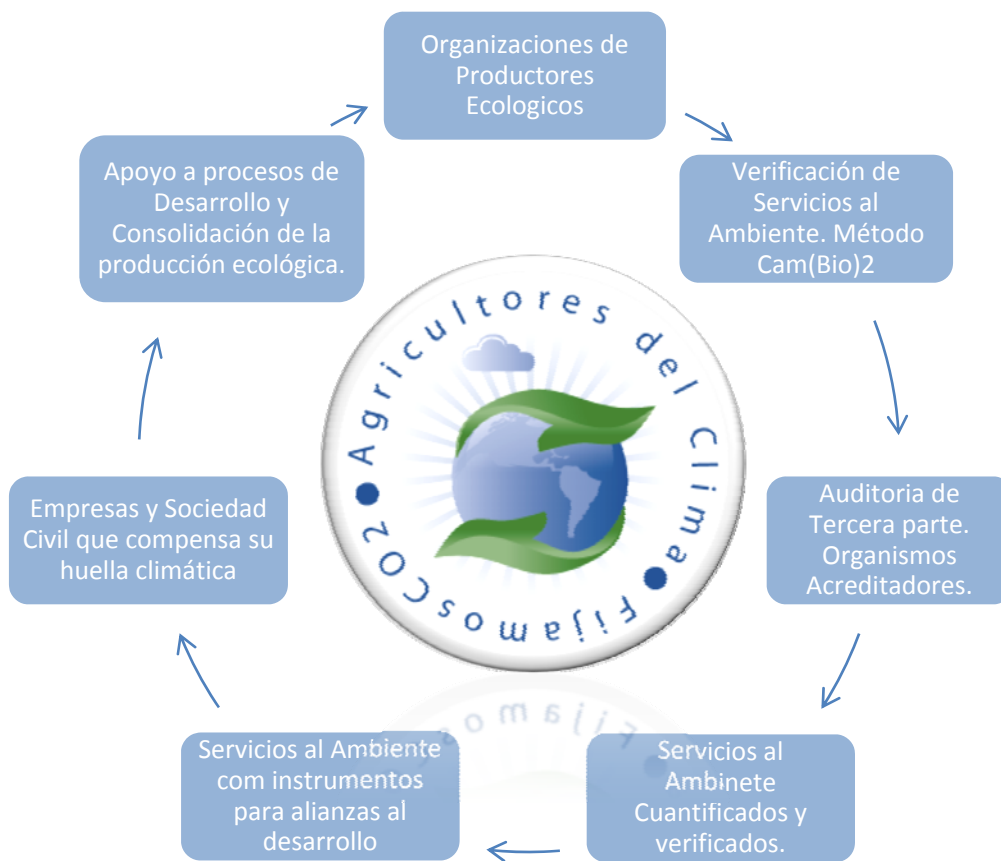 Organizaciones de
Productores
Ecologicos
Verificación de
Servicios al
Ambiente. Método
Cam(Bio)2
Auditoria de
Tercera parte.
Organismos
Acreditadores.
Servicios al
Ambinete
Cuantificados y
verificados.
Servicios al Ambiente
com instrumentos
para alianzas al
desarrollo
Empresas y Sociedad
Civil que compensa su
huella climática
Apoyo a procesos de
Desarrollo y
Consolidación de la
producción ecológica.
Agricultores del Clima
FijamosCO2